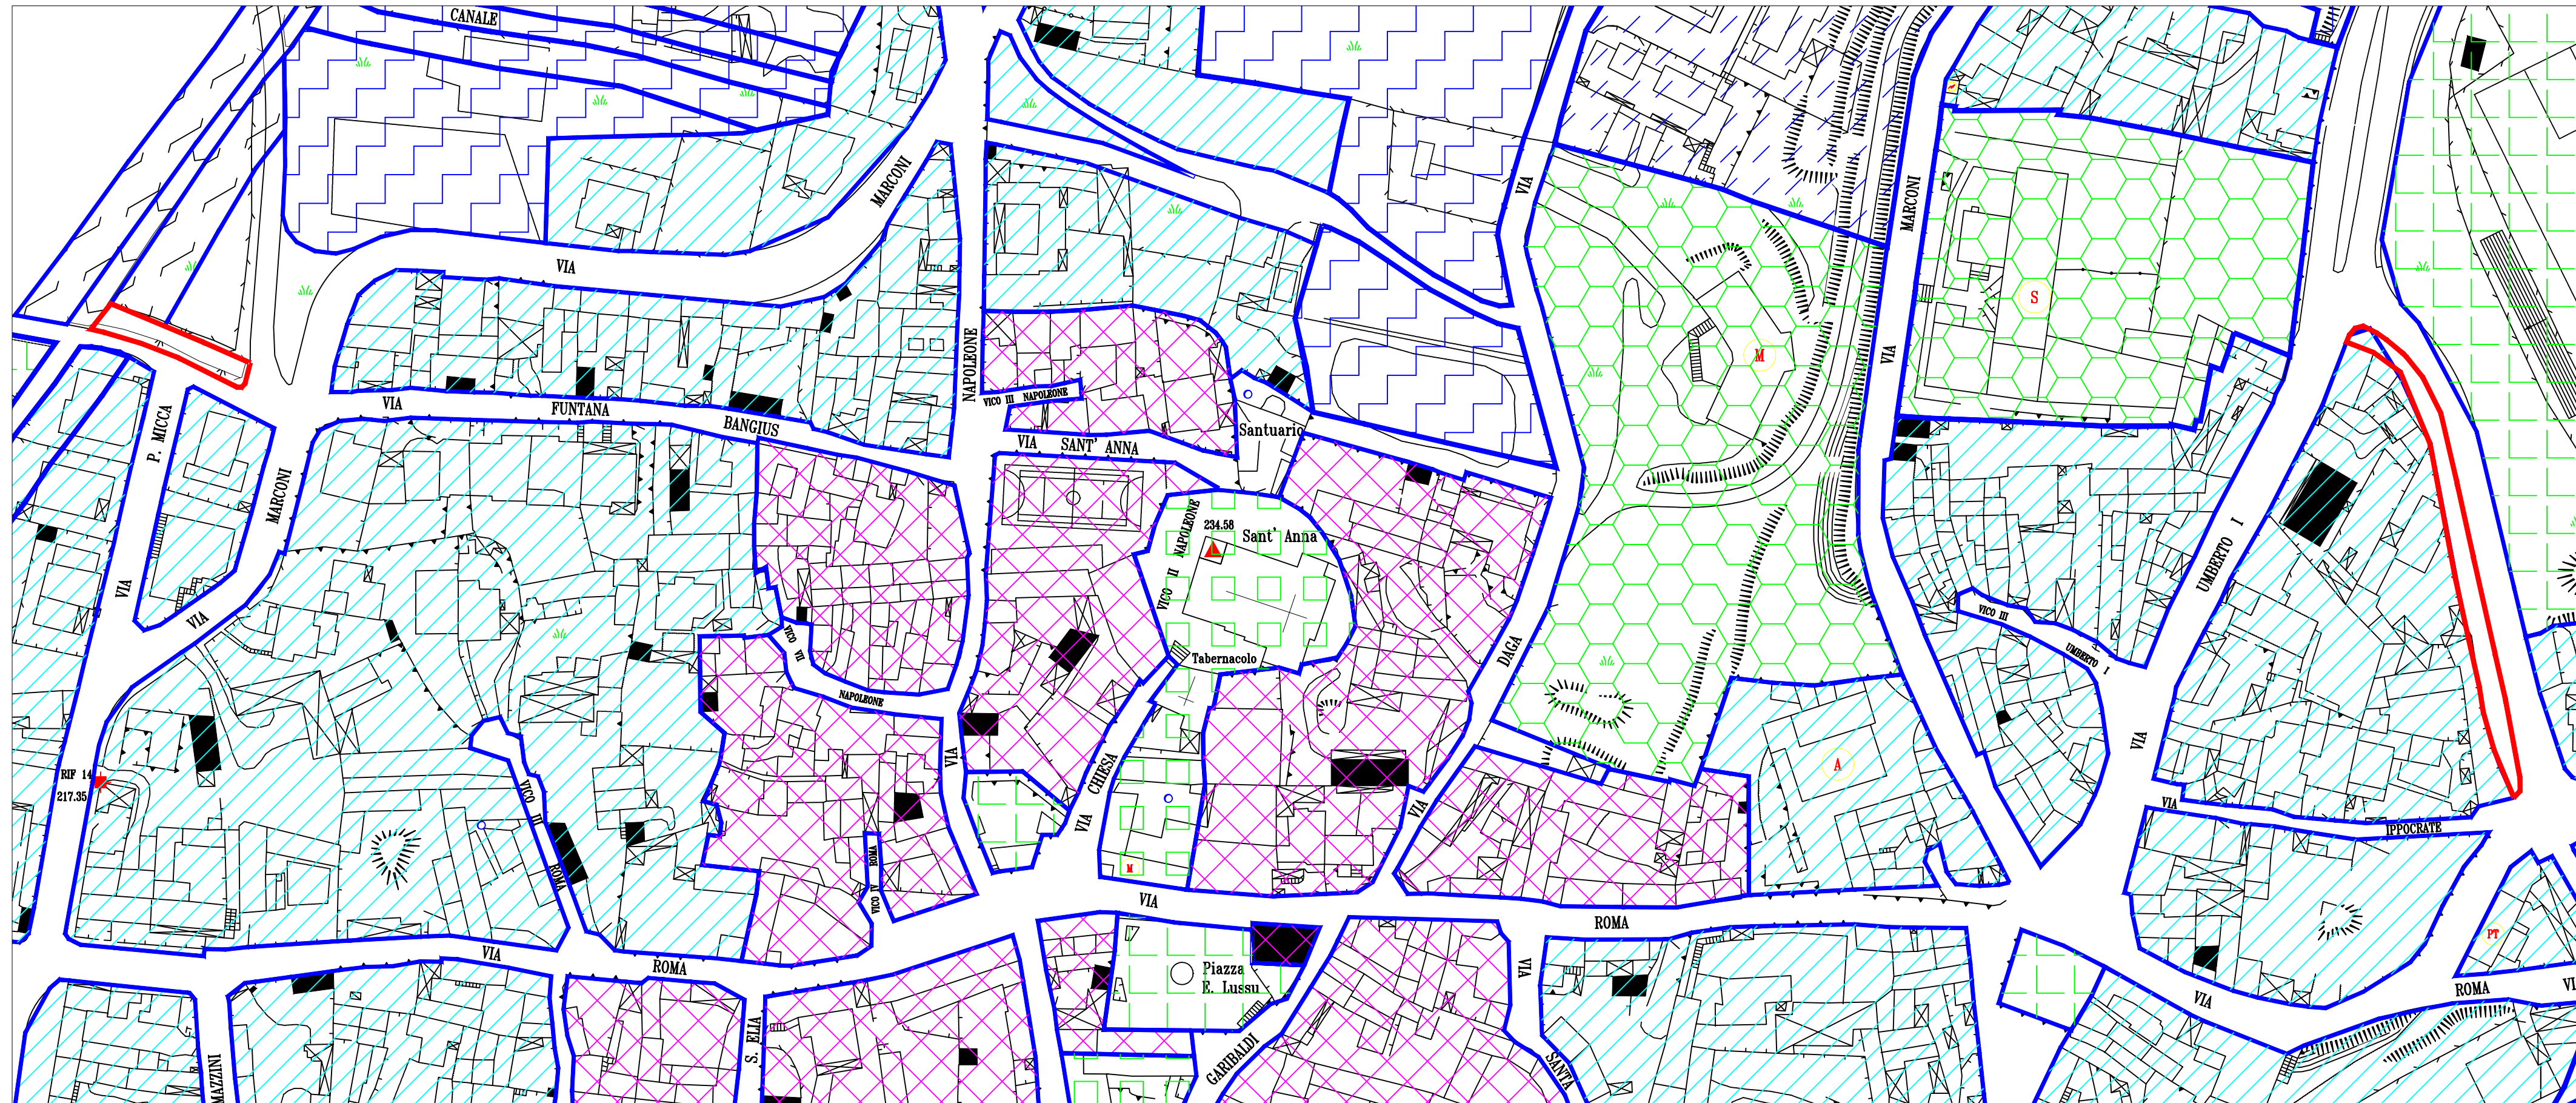 CANALE
MARCONI
VIA
VIA
MARCONI
VIA
S
M
VIA
NAPOLEONE
VIA
FUNTANA
BANGIUS
VICO III NAPOLEONE
VIA
SANT' ANNA
Santuario
P. MICCA
VIA
MARCONI
VIA
NAPOLEONE
VICO II
234.58
Sant' Anna
UMBERTO I
VIA
VICO III
UMBERTO I
VICO VII
NAPOLEONE
Tabernacolo
DAGA
VIA
RIF 14
217.35
VICO III
ROMA
VIA
CHIESA
VIA
A
M
VIA
IPPOCRATE
ROMA
VICO IV
VIA
ROMA
VIA
ROMA
PT
VIA
ROMA
VI
VIA
Piazza
E. Lussu
MAZZINI
S. ELIA
GARIBALDI
VIA
SANTA